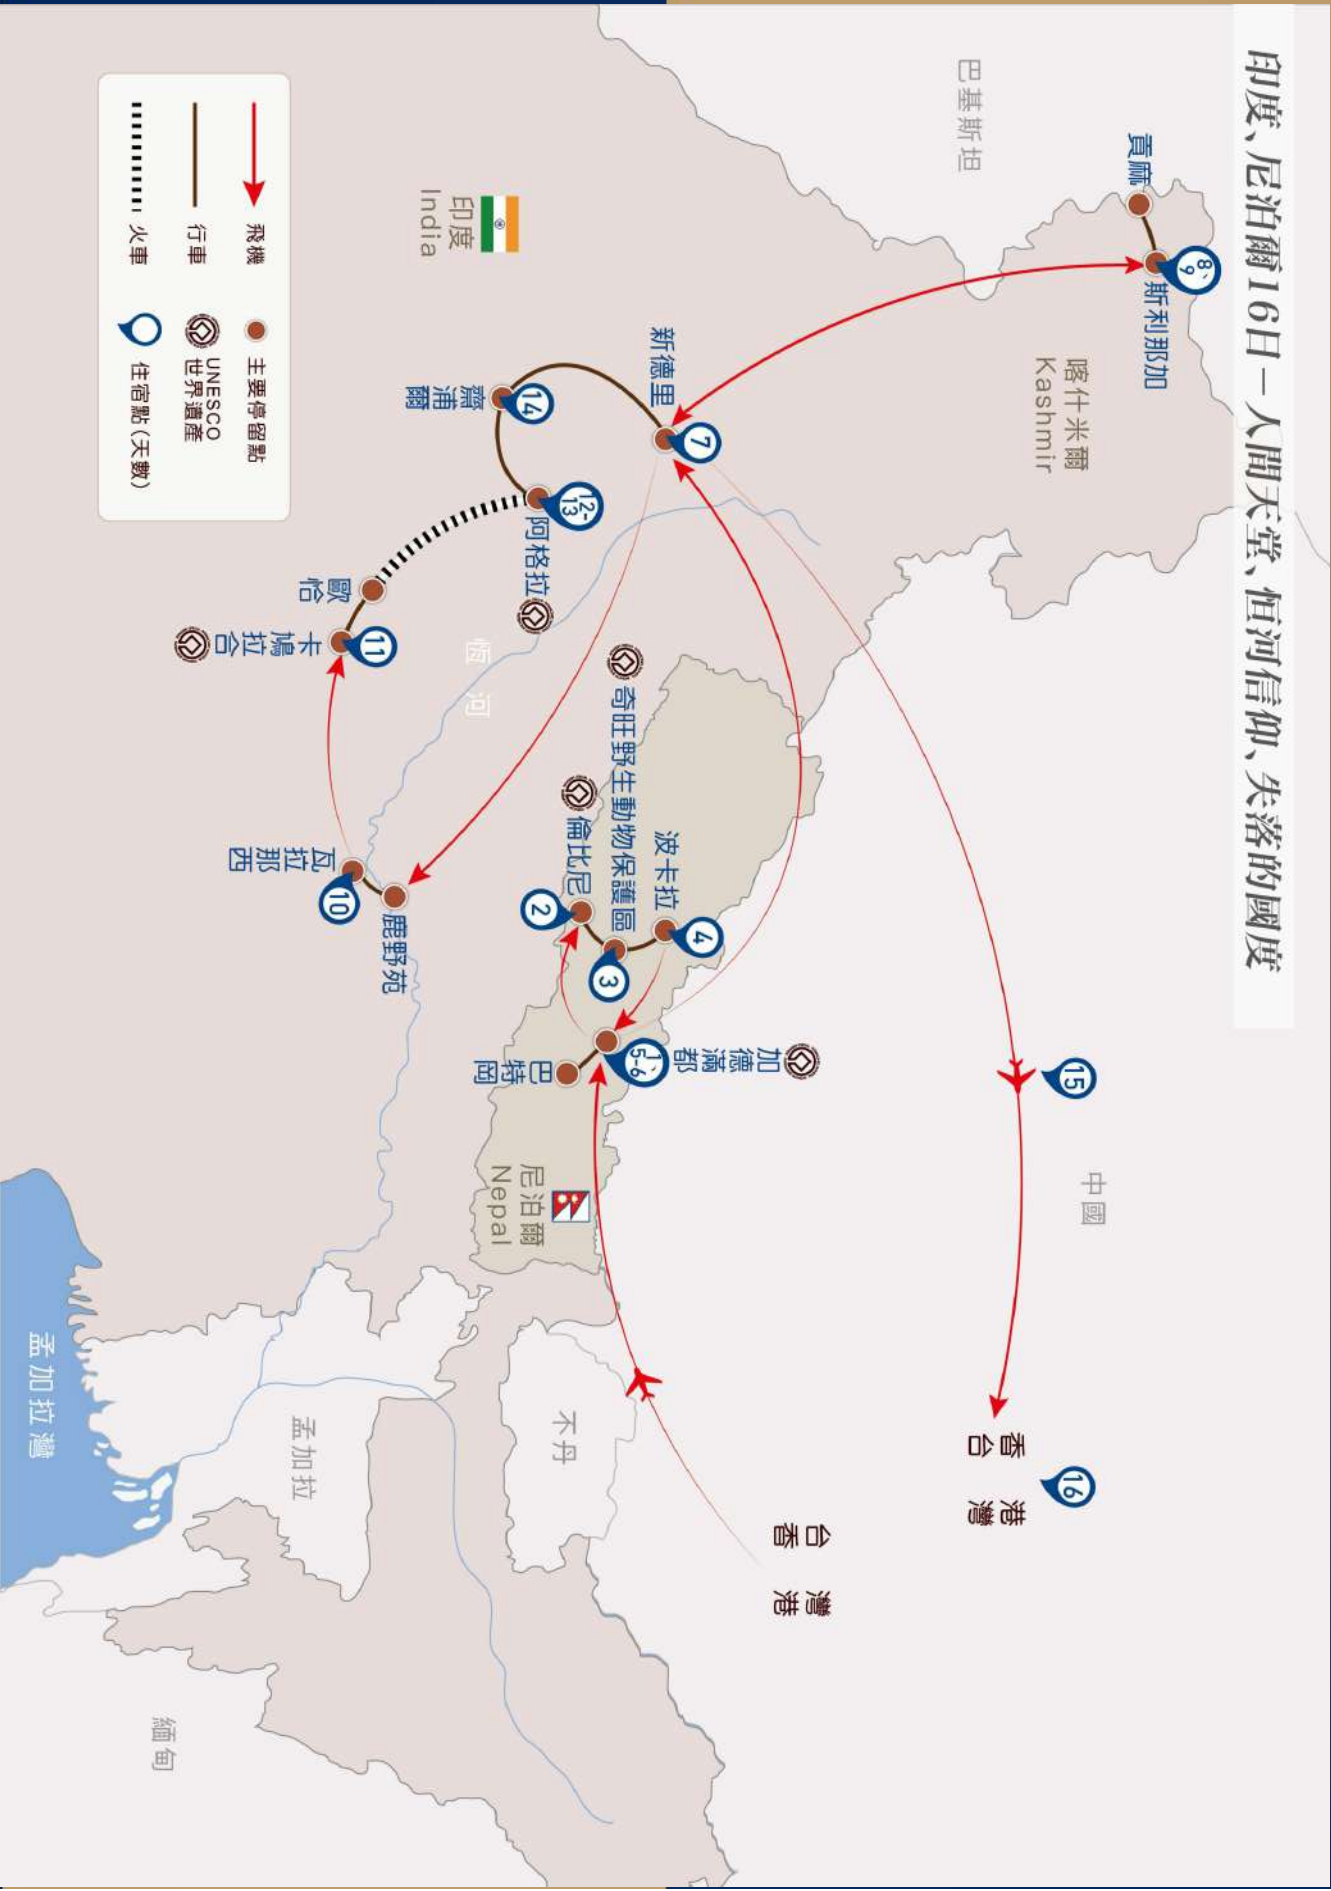 印度、尼泊爾16日－人間天堂、恒河信仰、失落的國度
巴基斯坦
貢麻
8、9
斯利那加
喀什米爾
Kashmir
中國
15
16
香港
台灣
台灣
香港
印度
India
新德里
7
齋浦爾
14
12-13
阿格拉
歐恰
卡鳩拉合
11
恆河
奇旺野生動物保護區
倫比尼
波卡拉
2
3
4
加德滿都
1、5-6
巴特岡
瓦拉那西
10
鹿野苑
尼泊爾
Nepal
不丹
孟加拉
孟加拉灣
緬甸
飛機
行車
火車
主要停留點
UNESCO
世界遺產
住宿點(天數)